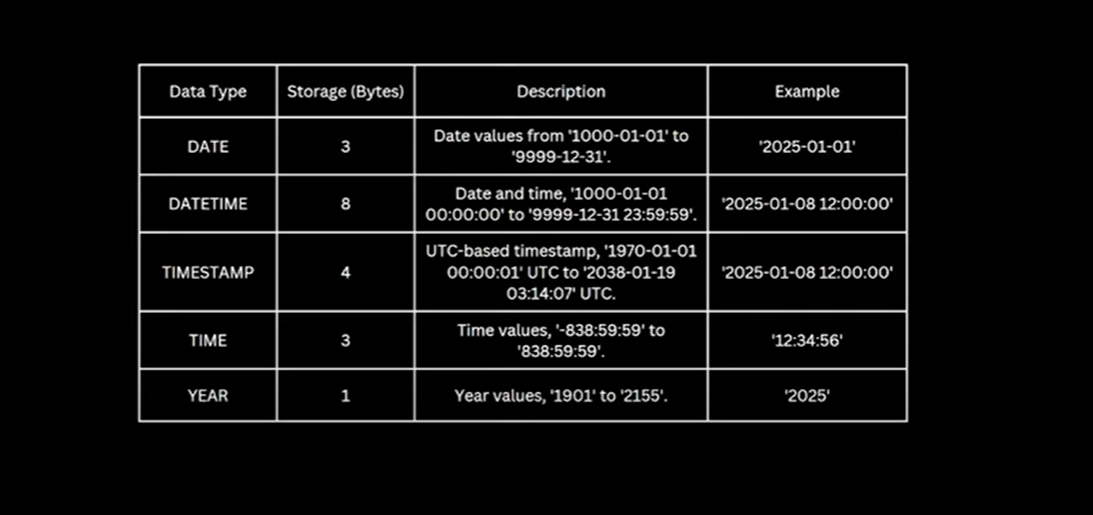 Data Type Storage (Bytes) Description Example
DATE 3 Date values from '1000-01-01' to
'9999-12-31'. '2025-01-01'
DATETIME 8 Date and time, '1000-01-01
00:00:00' to '9999-12-31 23:59:59'. '2025-01-08 12:00:00'
TIMESTAMP 4 UTC-based timestamp, '1970-01-01
00:00:01' UTC to '2038-01-19
03:14:07' UTC. '2025-01-08 12:00:00'
TIME 3 Time values, '-838:59:59' to
'838:59:59'. '12:34:56'
YEAR 1 Year values, '1901' to '2155'. '2025'